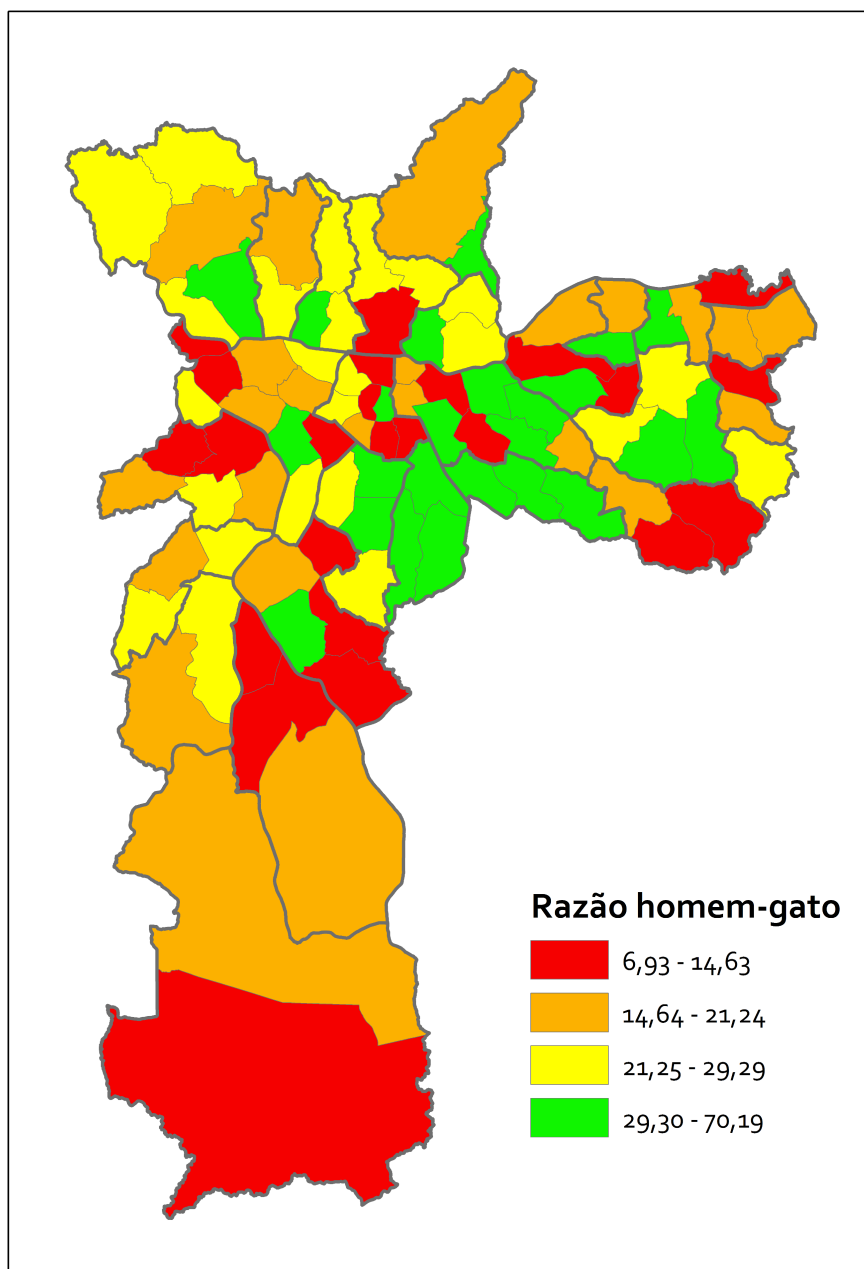 Razão homem-gato
6,93 - 14,63
14,64 - 21,24
21,25 - 29,29
29,30 - 70,19